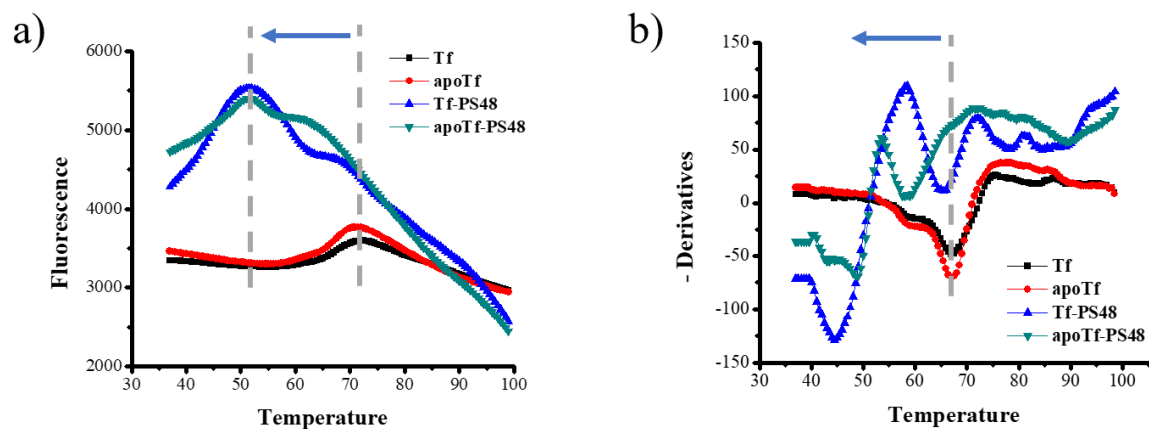 a)
6000
5000
4000
3000
2000
Fluorescence
30 40 50 60 70 80 90 100
Temperature
Tf
apoTf
Tf-PS48
apoTf-PS48
b)
150
100
50
0
-50
-100
-150
- Derivatives
30 40 50 60 70 80 90 100
Temperature
Tf
apoTf
Tf-PS48
apoTf-PS48